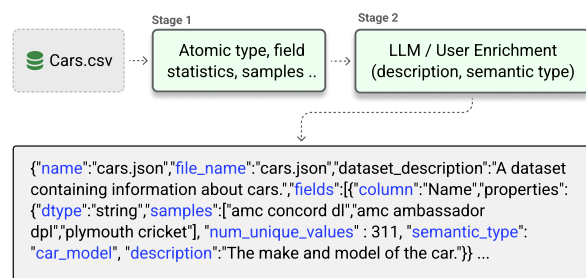 Stage 1
Stage 2
Cars.csv
Atomic type, field
statistics, samples ..
LLM / User Enrichment
(description, semantic type)
{"name":"cars.json","file_name":"cars.json","dataset_description":"A dataset
containing information about cars.","fields":[{"column":"Name","properties":
{"dtype":"string","samples":["amc concord dl","amc ambassador
dpl","plymouth cricket"], "num_unique_values" : 311, "semantic_type":
"car_model", "description":"The make and model of the car."}} ...